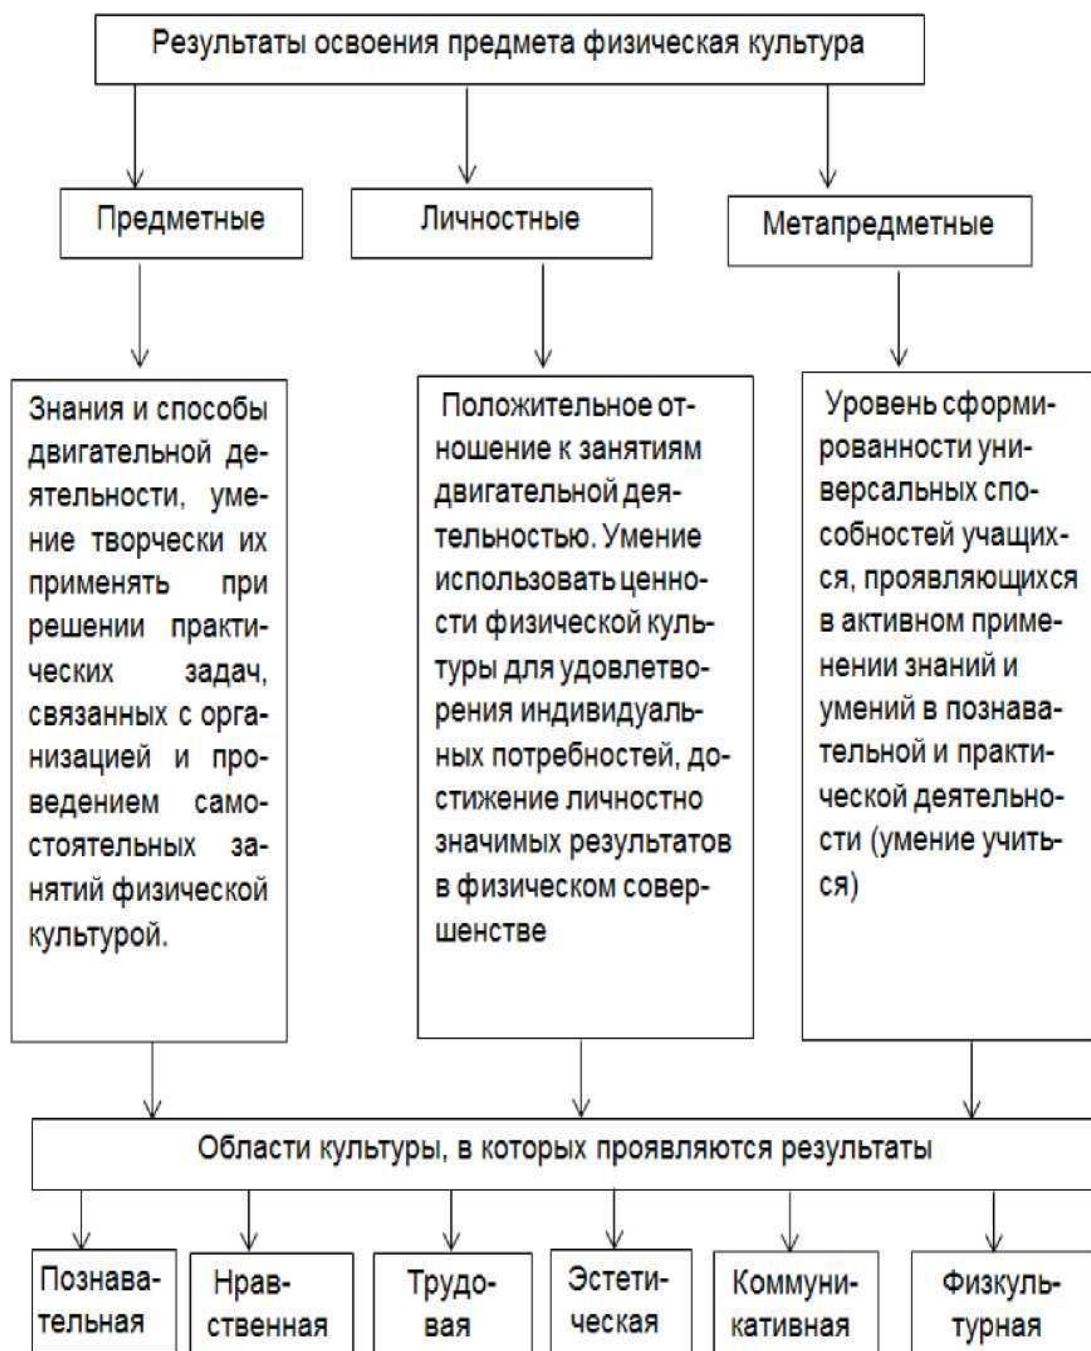 Результаты освоения предмета физическая культура
Предметные
Личностные
Метапредметные
Знания и способы
двигательной де-
ятельности, уме-
ние творчески их
применять при
решении практи-
ческих задач,
связанных с орга-
низацией и про-
ведением само-
стоятельных за-
нятий физической
культурой.
Положительное от-
ношение к занятиям
двигательной дея-
тельностью. Умение
использовать ценно-
сти физической куль-
туры для удовлетво-
рения индивидуаль-
ных потребностей, до-
стижение личностно
значимых результатов
в физическом совер-
шенстве
Уровень сформи-
рованности уни-
версальных спо-
собностей учащих-
ся, проявляющихся
в активном приме-
нении знаний и
умений в познава-
тельной и практи-
ческой деятельно-
сти (умение учить-
ся)
Области культуры, в которых проявляются результаты
Познава-
тельная
Нрав-
ственная
Трудо-
вая
Эстети-
ческая
Коммуни-
кативная
Физкуль-
турная